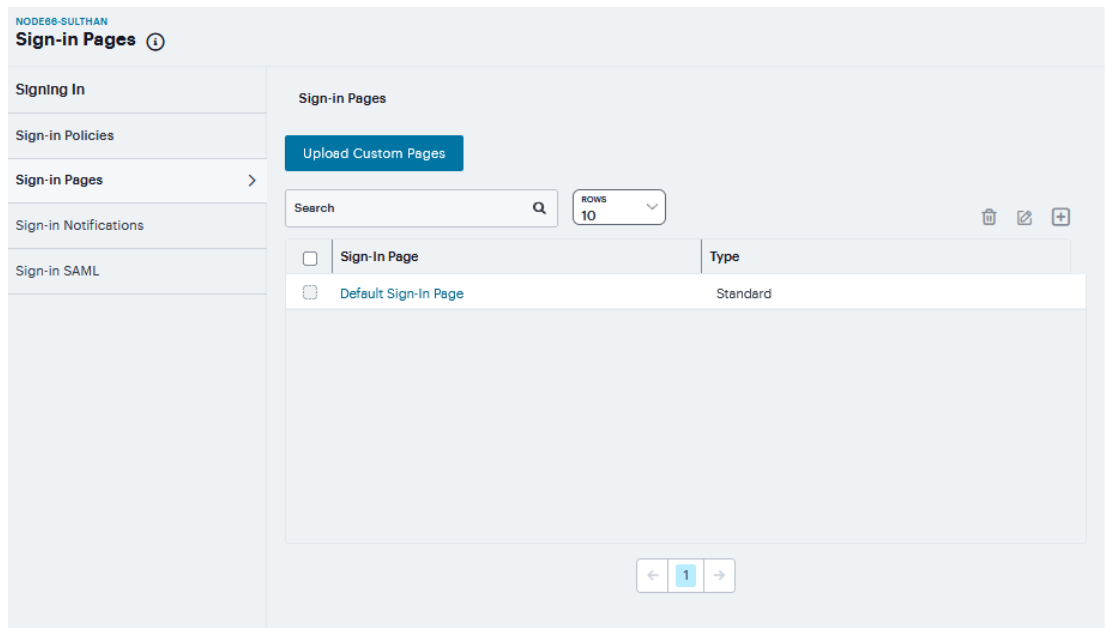 NODE66-SULTHAN
Sign-in Pages
Signing In
Sign-in Policies
Sign-in Pages
Sign-in Notifications
Sign-in SAML
Sign-in Pages
Upload Custom Pages
Search
ROWS
10
Sign-In Page Type
Default Sign-In Page Standard
1